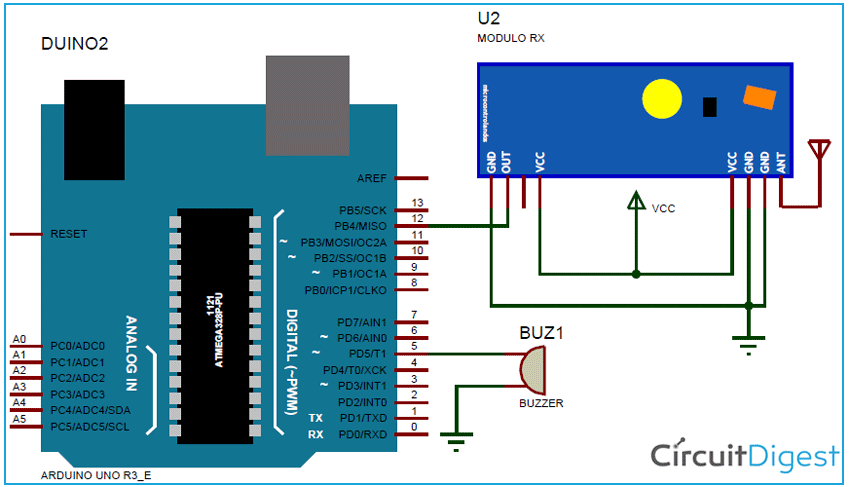 DUINO2
U2
MODULO RX
microcontrolandos
GND
OUT
VCC
VCC
GND
GND
ANT
VCC
AREF
RESET
PB5/SCK 13
PB4/MISO 12
~ PB3/MOSI/OC2A 11
~ PB2/SS/OC1B 10
~ PB1/OC1A 9
PB0/ICP1/CLKO 8
1121
ATMEGA328P-PU
ANALOG IN
DIGITAL (~PWM)
PD7/AIN1 7
~ PD6/AIN0 6
~ PD5/T1 5
PD4/T0/XCK 4
~ PD3/INT1 3
PD2/INT0 2
TX PD1/TXD 1
RX PD0/RXD 0
A0 PC0/ADC0
A1 PC1/ADC1
A2 PC2/ADC2
A3 PC3/ADC3
A4 PC4/ADC4/SDA
A5 PC5/ADC5/SCL
BUZ1
BUZZER
ARDUINO UNO R3_E
CircuitDigest